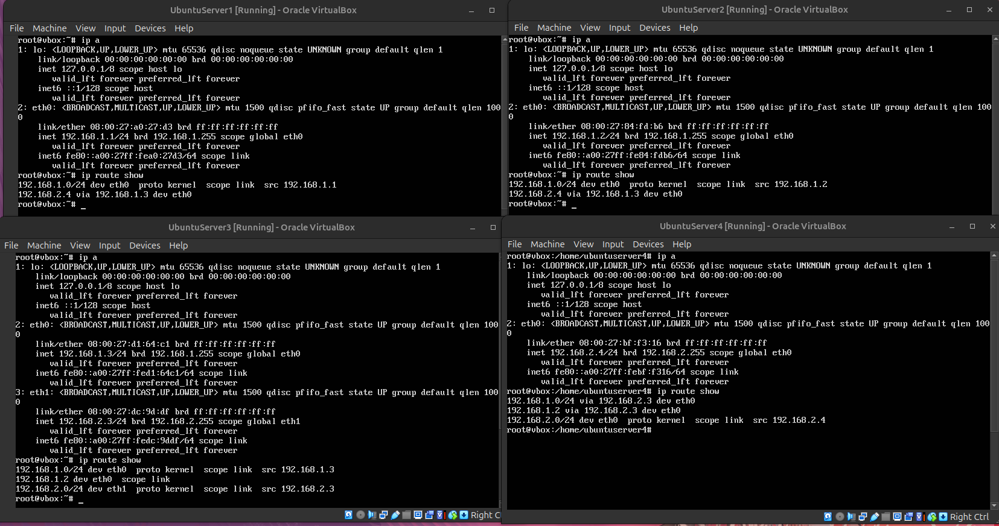 UbuntuServer1 [Running] - Oracle VirtualBox
File Machine View Input Devices Help
root@vbox:~# ip a
1: lo: <LOOPBACK,UP,LOWER_UP> mtu 65536 qdisc noqueue state UNKNOWN group default qlen 1
    link/loopback 00:00:00:00:00:00 brd 00:00:00:00:00:00
    inet 127.0.0.1/8 scope host lo
       valid_lft forever preferred_lft forever
    inet6 ::1/128 scope host
       valid_lft forever preferred_lft forever
2: eth0: <BROADCAST,MULTICAST,UP,LOWER_UP> mtu 1500 qdisc pfifo_fast state UP group default qlen 100
0
    link/ether 08:00:27:a0:27:d3 brd ff:ff:ff:ff:ff:ff
    inet 192.168.1.1/24 brd 192.168.1.255 scope global eth0
       valid_lft forever preferred_lft forever
    inet6 fe80::a00:27ff:fea0:27d3/64 scope link
       valid_lft forever preferred_lft forever
root@vbox:~# ip route show
192.168.1.0/24 dev eth0  proto kernel  scope link  src 192.168.1.1
192.168.2.4 via 192.168.1.3 dev eth0
root@vbox:~# _
UbuntuServer2 [Running] - Oracle VirtualBox
File Machine View Input Devices Help
root@vbox:~# ip a
1: lo: <LOOPBACK,UP,LOWER_UP> mtu 65536 qdisc noqueue state UNKNOWN group default qlen 1
    link/loopback 00:00:00:00:00:00 brd 00:00:00:00:00:00
    inet 127.0.0.1/8 scope host lo
       valid_lft forever preferred_lft forever
    inet6 ::1/128 scope host
       valid_lft forever preferred_lft forever
2: eth0: <BROADCAST,MULTICAST,UP,LOWER_UP> mtu 1500 qdisc pfifo_fast state UP group default qlen 100
0
    link/ether 08:00:27:84:fd:b6 brd ff:ff:ff:ff:ff:ff
    inet 192.168.1.2/24 brd 192.168.1.255 scope global eth0
       valid_lft forever preferred_lft forever
    inet6 fe80::a00:27ff:fe84:fdb6/64 scope link
       valid_lft forever preferred_lft forever
root@vbox:~# ip route show
192.168.1.0/24 dev eth0  proto kernel  scope link  src 192.168.1.2
192.168.2.4 via 192.168.1.3 dev eth0
root@vbox:~# _
UbuntuServer3 [Running] - Oracle VirtualBox
File Machine View Input Devices Help
root@vbox:~# ip a
1: lo: <LOOPBACK,UP,LOWER_UP> mtu 65536 qdisc noqueue state UNKNOWN group default qlen 1
    link/loopback 00:00:00:00:00:00 brd 00:00:00:00:00:00
    inet 127.0.0.1/8 scope host lo
       valid_lft forever preferred_lft forever
    inet6 ::1/128 scope host
       valid_lft forever preferred_lft forever
2: eth0: <BROADCAST,MULTICAST,UP,LOWER_UP> mtu 1500 qdisc pfifo_fast state UP group default qlen 100
0
    link/ether 08:00:27:d1:64:c1 brd ff:ff:ff:ff:ff:ff
    inet 192.168.1.3/24 brd 192.168.1.255 scope global eth0
       valid_lft forever preferred_lft forever
    inet6 fe80::a00:27ff:fed1:64c1/64 scope link
       valid_lft forever preferred_lft forever
3: eth1: <BROADCAST,MULTICAST,UP,LOWER_UP> mtu 1500 qdisc pfifo_fast state UP group default qlen 100
0
    link/ether 08:00:27:dc:9d:df brd ff:ff:ff:ff:ff:ff
    inet 192.168.2.3/24 brd 192.168.2.255 scope global eth1
       valid_lft forever preferred_lft forever
    inet6 fe80::a00:27ff:fedc:9ddf/64 scope link
       valid_lft forever preferred_lft forever
root@vbox:~# ip route show
192.168.1.0/24 dev eth0  proto kernel  scope link  src 192.168.1.3
192.168.1.2 dev eth0  scope link
192.168.2.0/24 dev eth1  proto kernel  scope link  src 192.168.2.3
root@vbox:~# _
Right C
UbuntuServer4 [Running] - Oracle VirtualBox
File Machine View Input Devices Help
root@vbox:/home/ubuntuserver4# ip a
1: lo: <LOOPBACK,UP,LOWER_UP> mtu 65536 qdisc noqueue state UNKNOWN group default qlen 1
    link/loopback 00:00:00:00:00:00 brd 00:00:00:00:00:00
    inet 127.0.0.1/8 scope host lo
       valid_lft forever preferred_lft forever
    inet6 ::1/128 scope host
       valid_lft forever preferred_lft forever
2: eth0: <BROADCAST,MULTICAST,UP,LOWER_UP> mtu 1500 qdisc pfifo_fast state UP group default qlen 100
0
    link/ether 08:00:27:bf:f3:16 brd ff:ff:ff:ff:ff:ff
    inet 192.168.2.4/24 brd 192.168.2.255 scope global eth0
       valid_lft forever preferred_lft forever
    inet6 fe80::a00:27ff:febf:f316/64 scope link
       valid_lft forever preferred_lft forever
root@vbox:/home/ubuntuserver4# ip route show
192.168.1.0/24 via 192.168.2.3 dev eth0
192.168.1.2 via 192.168.2.3 dev eth0
192.168.2.0/24 dev eth0  proto kernel  scope link  src 192.168.2.4
root@vbox:/home/ubuntuserver4#
Right Ctrl